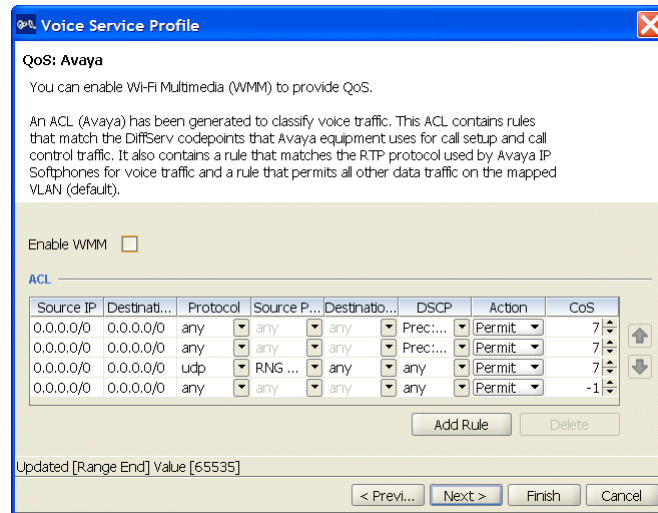 Voice Service Profile
QoS: Avaya
You can enable Wi-Fi Multimedia (WMM) to provide QoS.
An ACL (Avaya) has been generated to classify voice traffic. This ACL contains rules
that match the DiffServ codepoints that Avaya equipment uses for call setup and call
control traffic. It also contains a rule that matches the RTP protocol used by Avaya IP
Softphones for voice traffic and a rule that permits all other data traffic on the mapped
VLAN (default).
Enable WMM
ACL
Source IP Destinati... Protocol Source P... Destinatio... DSCP Action CoS
0.0.0.0/0 0.0.0.0/0 any any any Prec:... Permit 7
0.0.0.0/0 0.0.0.0/0 any any any Prec:... Permit 7
0.0.0.0/0 0.0.0.0/0 udp RNG ... any any Permit 7
0.0.0.0/0 0.0.0.0/0 any any any any Permit -1
Add Rule Delete
Updated [Range End] Value [65535]
< Previ... Next > Finish Cancel